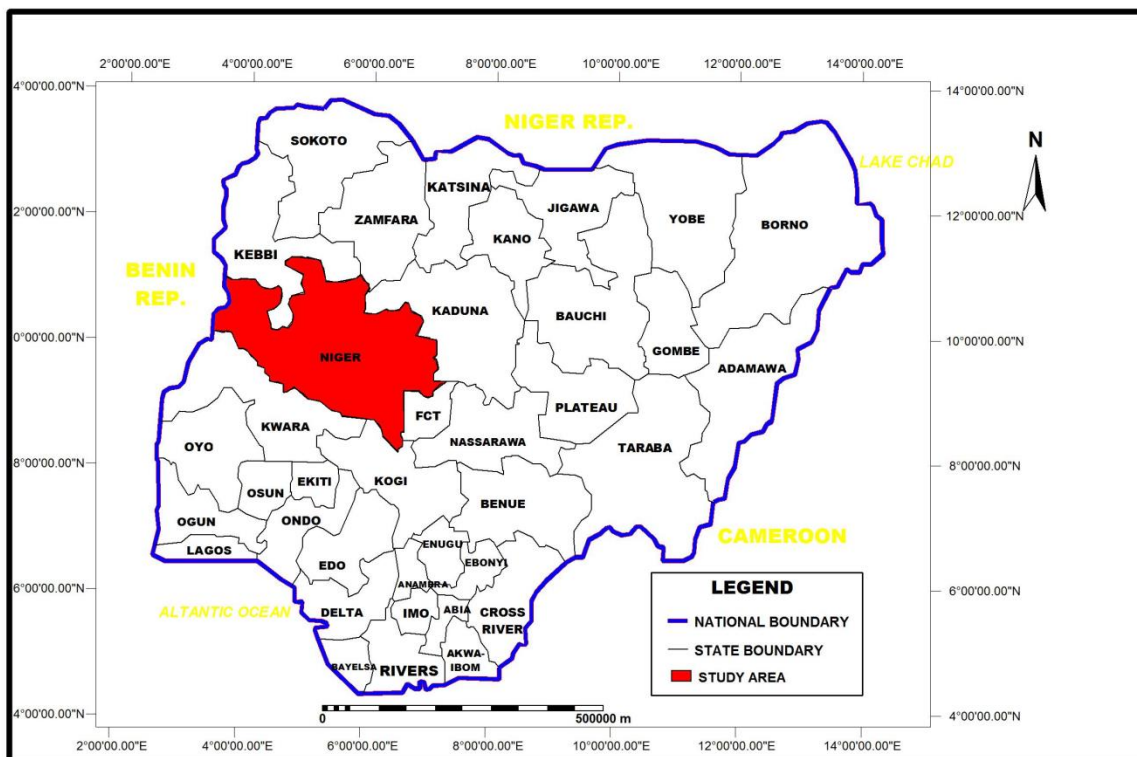 2°00'00.00"E 4°00'00.00"E 6°00'00.00"E 8°00'00.00"E 10°00'00.00"E 12°00'00.00"E 14°00'00.00"E
4°00'00.00"N
14°00'00.00"N
NIGER REP.
SOKOTO
N
LAKE CHAD
KATSINA
JIGAWA
ZAMFARA
YOBE
BORNO
2°00'00.00"N
12°00'00.00"N
KANO
KEBBI
BENIN
REP.
KADUNA
BAUCHI
0°00'00.00"N
10°00'00.00"N
NIGER
GOMBE
ADAMAWA
FCT
PLATEAU
KWARA
NASSARAWA
OYO
TARABA
8°00'00.00"N
8°00'00.00"N
EKITI
KOGI
OSUN
BENUE
OGUN
ONDO
CAMEROON
LAGOS
ENUGU
EDO
EBONYI
ANAMBRA
6°00'00.00"N
6°00'00.00"N
ALTANTIC OCEAN
DELTA
IMO
ABIA
CROSS
RIVER
BAYELSA
RIVERS
AKWA-
IBOM
LEGEND
NATIONAL BOUNDARY
STATE BOUNDARY
STUDY AREA
0 500000 m
4°00'00.00"N
4°00'00.00"N
2°00'00.00"E 4°00'00.00"E 6°00'00.00"E 8°00'00.00"E 10°00'00.00"E 12°00'00.00"E 14°00'00.00"E